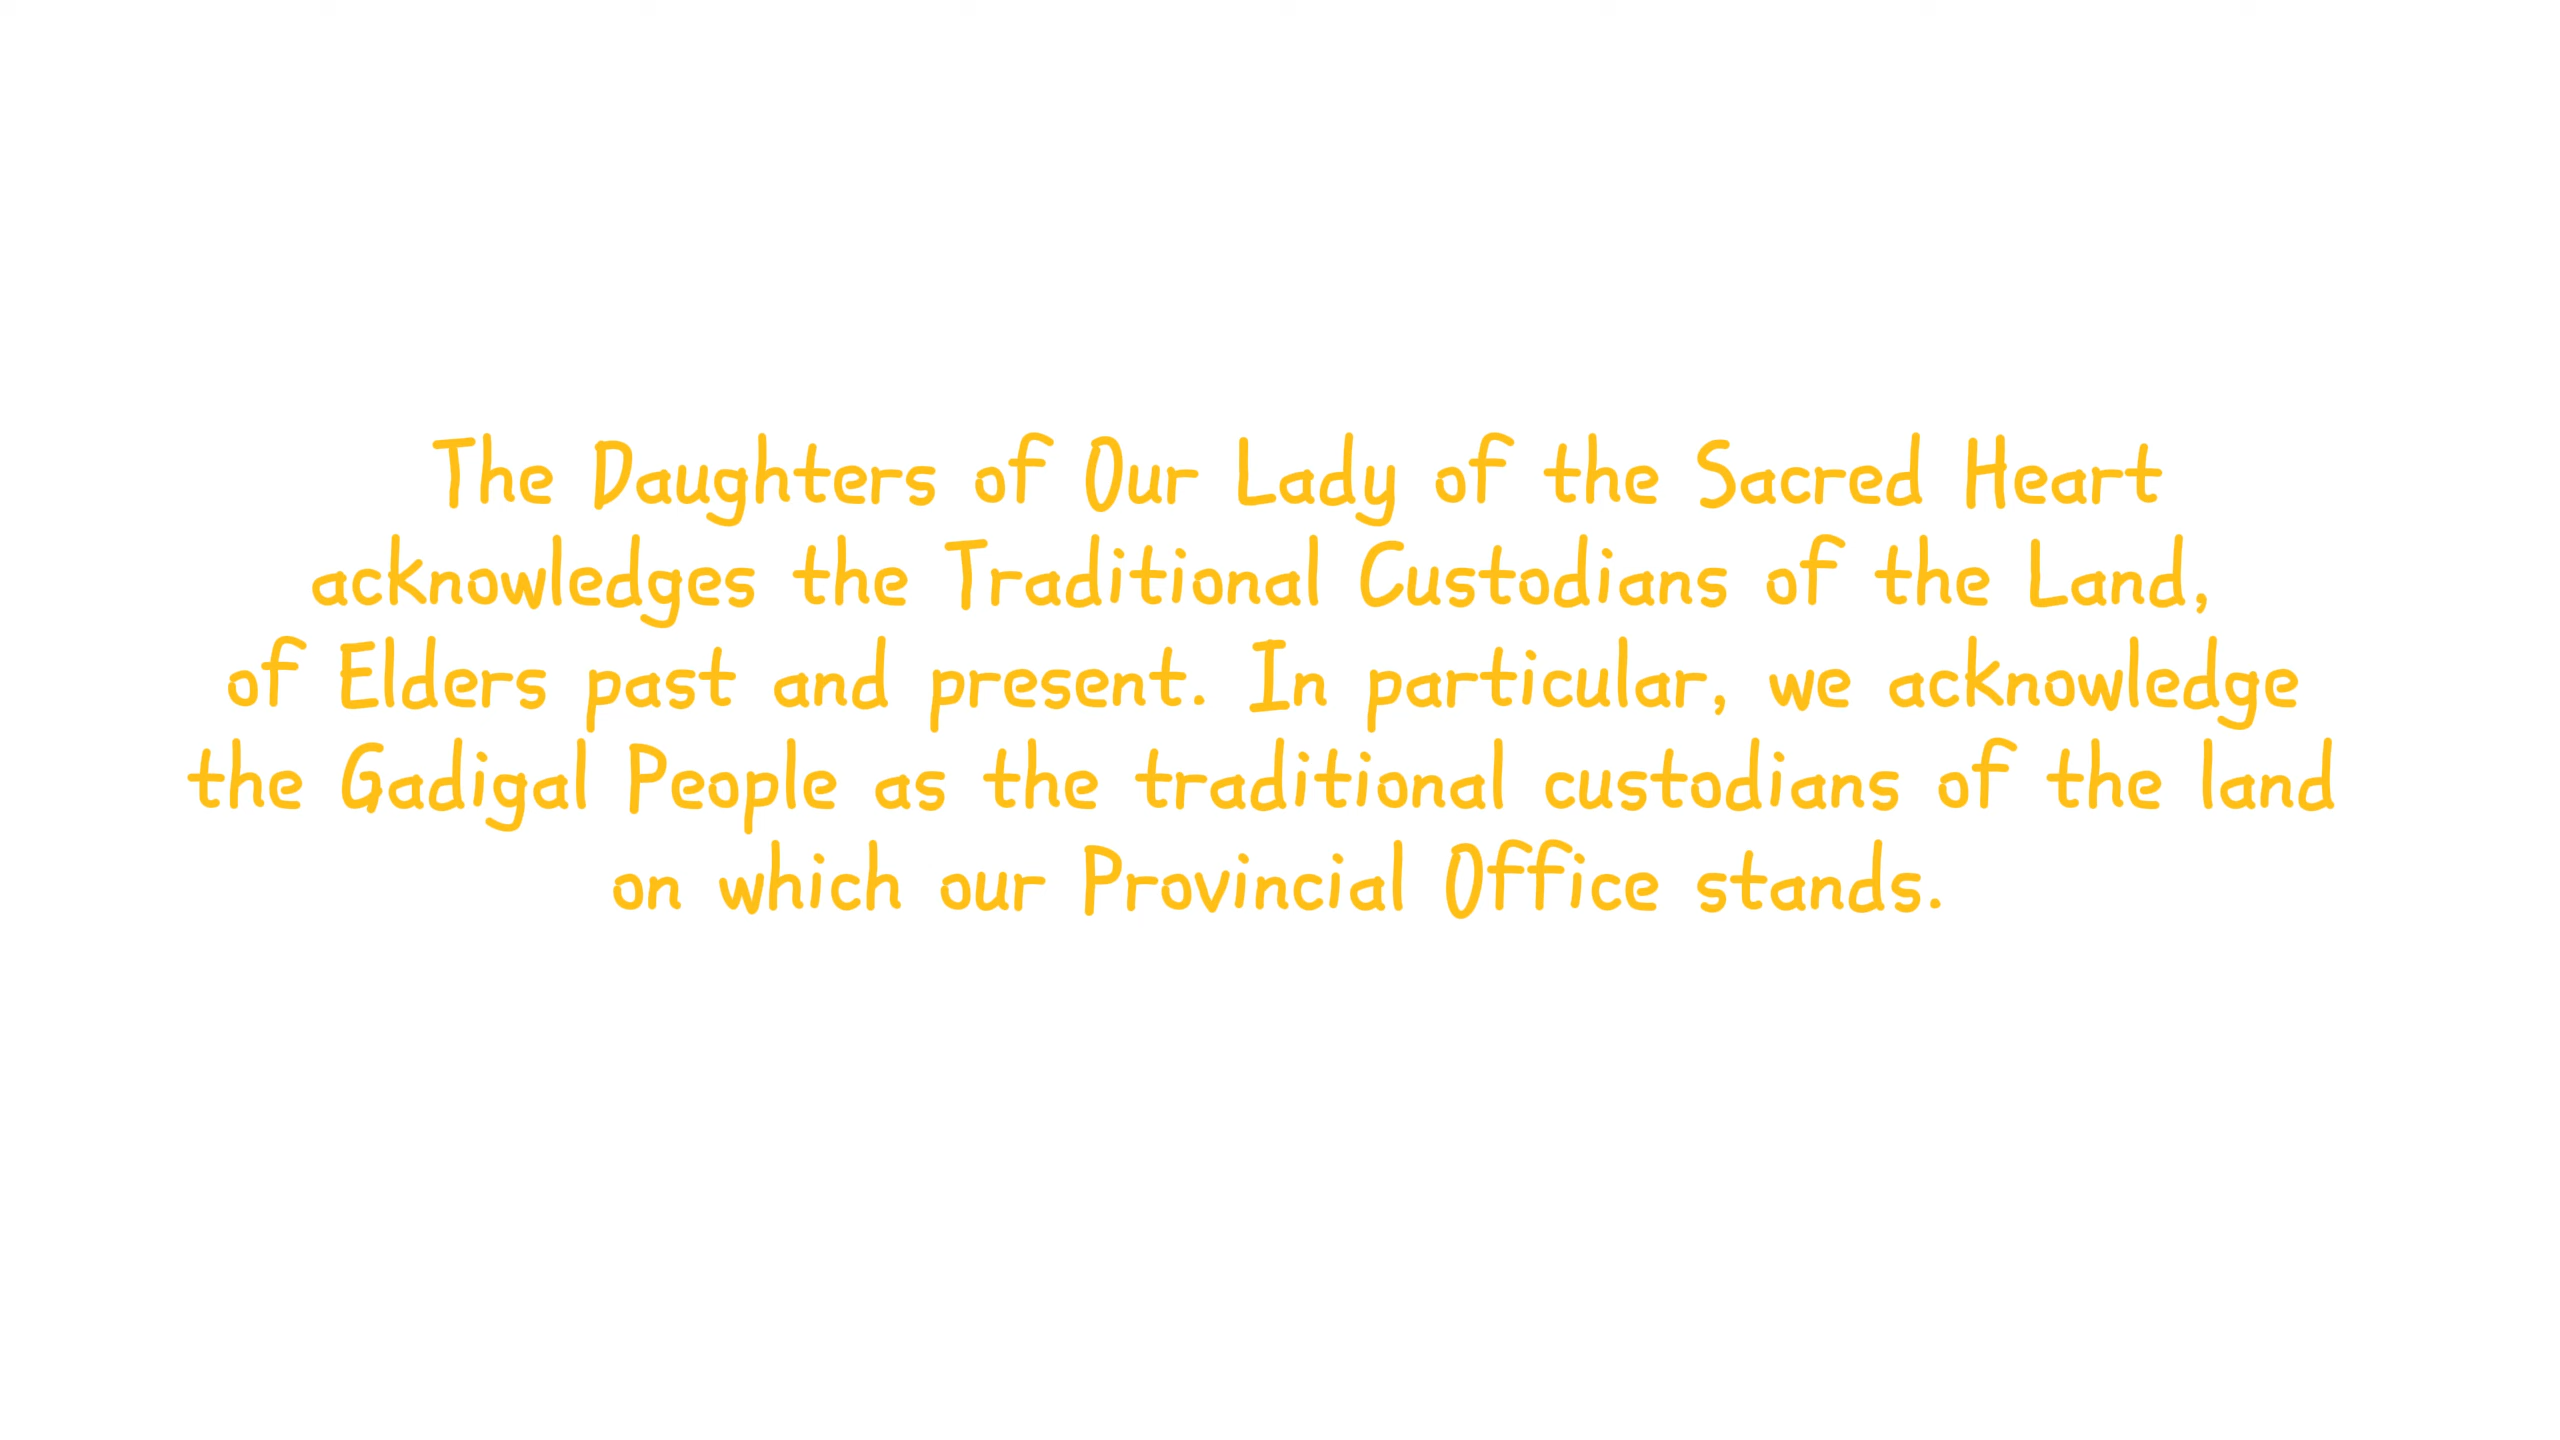 The Daughters of Our Lady of the Sacred Heart
acknowledges the Traditional Custodians of the Land,
of Elders past and present. In particular, we acknowledge
the Gadigal People as the traditional custodians of the land
on which our Provincial Office stands.